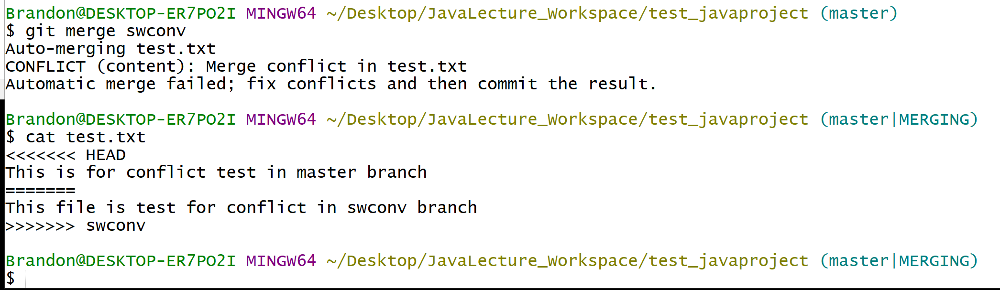 Brandon@DESKTOP-ER7PO2I MINGW64 ~/Desktop/JavaLecture_Workspace/test_javaproject (master)
$ git merge swconv
Auto-merging test.txt
CONFLICT (content): Merge conflict in test.txt
Automatic merge failed; fix conflicts and then commit the result.
Brandon@DESKTOP-ER7PO2I MINGW64 ~/Desktop/JavaLecture_Workspace/test_javaproject (master|MERGING)
$ cat test.txt
<<<<<<< HEAD
This is for conflict test in master branch
=======
This file is test for conflict in swconv branch
>>>>>>> swconv
Brandon@DESKTOP-ER7PO2I MINGW64 ~/Desktop/JavaLecture_Workspace/test_javaproject (master|MERGING)
$